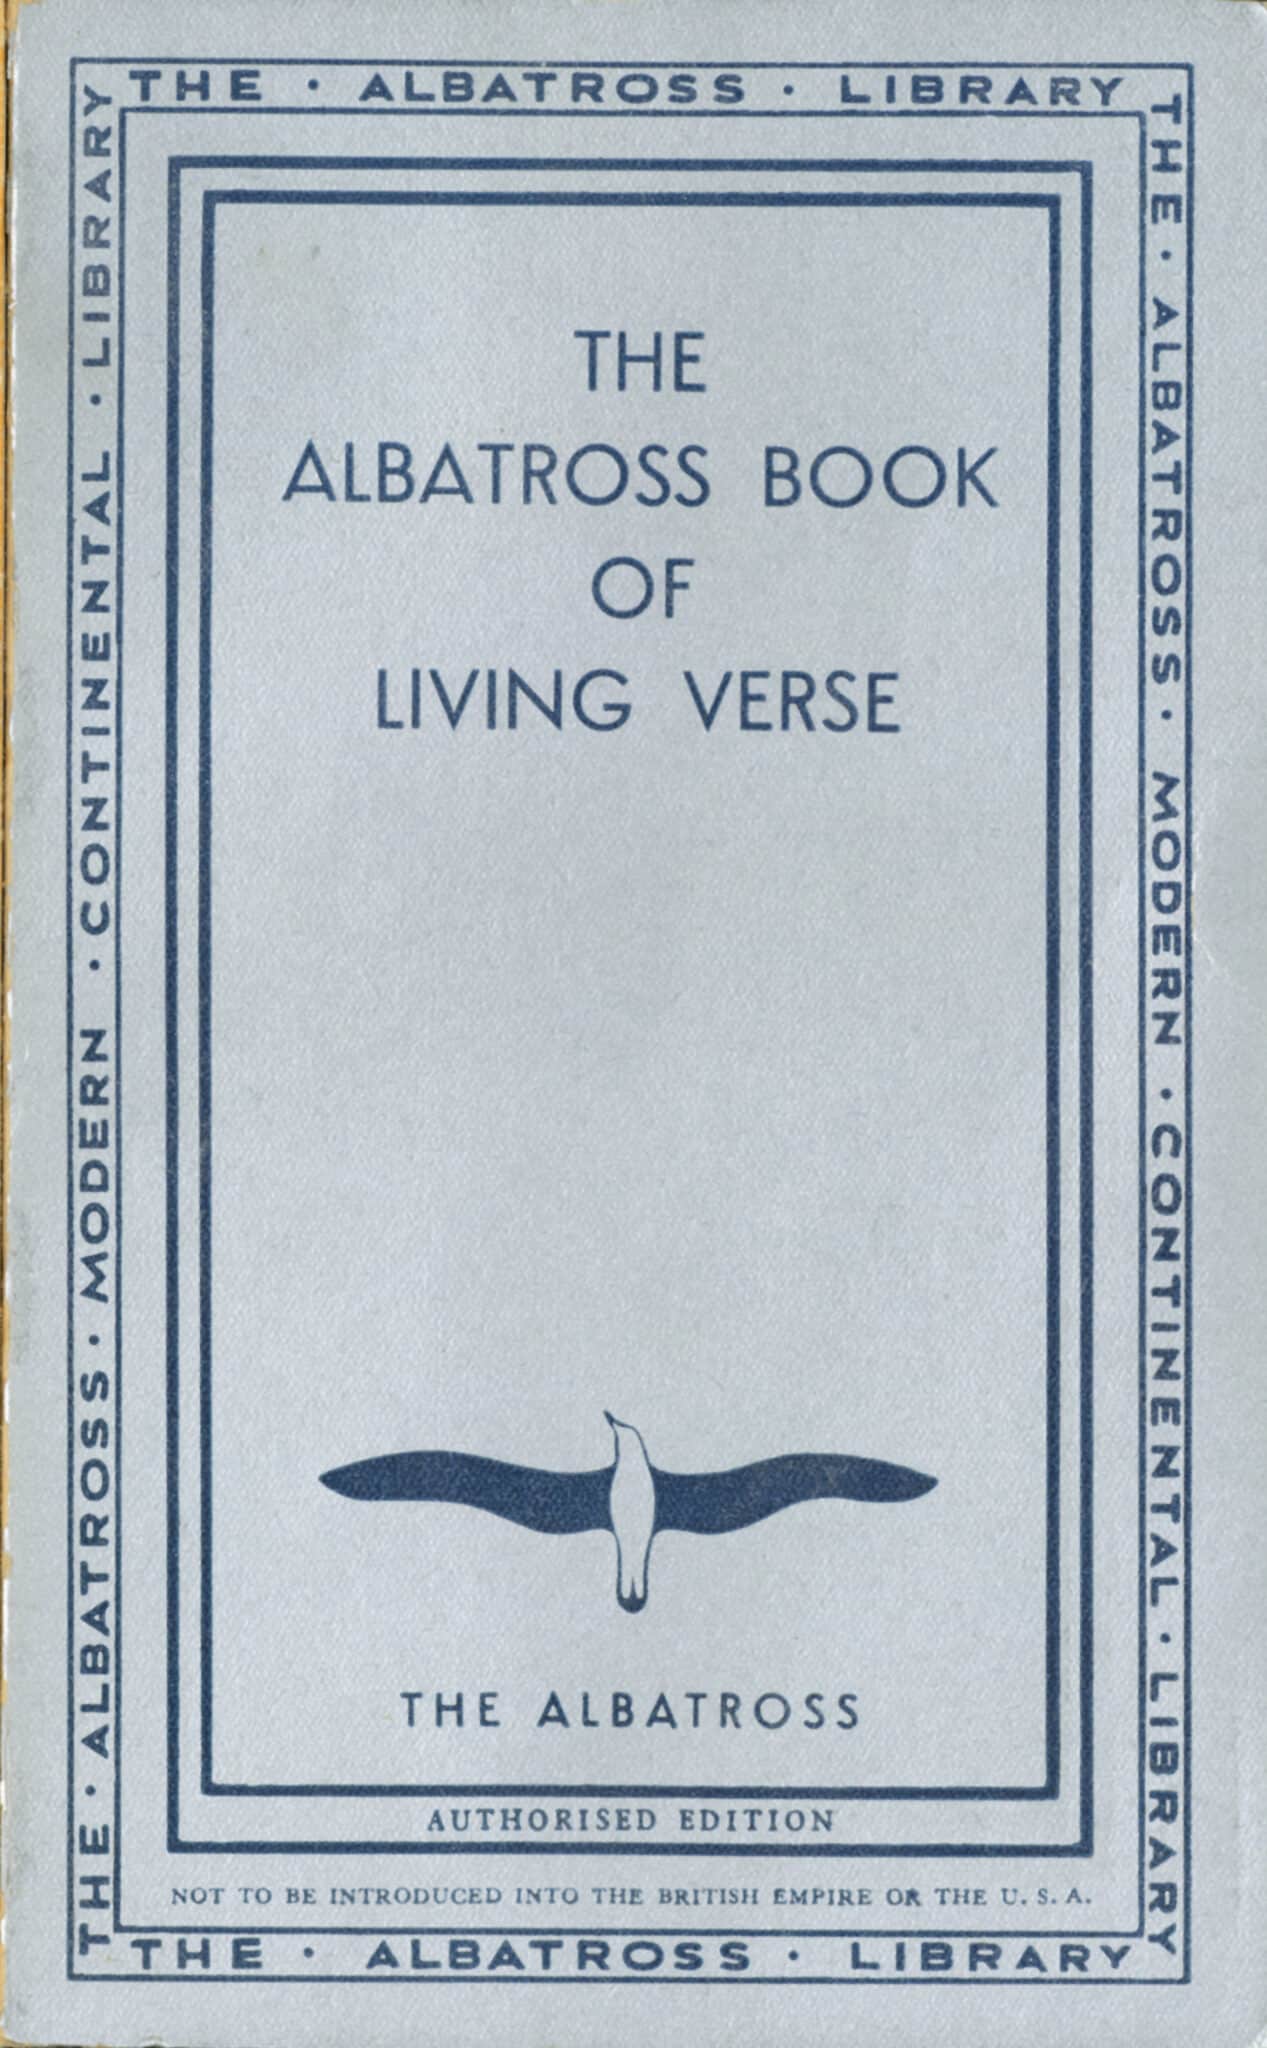 THE · ALBATROSS · LIBRARY
THE · ALBATROSS · MODERN · CONTINENTAL · LIBRARY
THE · ALBATROSS · MODERN · CONTINENTAL · LIBRARY
THE
ALBATROSS BOOK
OF
LIVING VERSE
THE ALBATROSS
AUTHORISED EDITION
NOT TO BE INTRODUCED INTO THE BRITISH EMPIRE OR THE U. S. A.
THE · ALBATROSS · LIBRARY